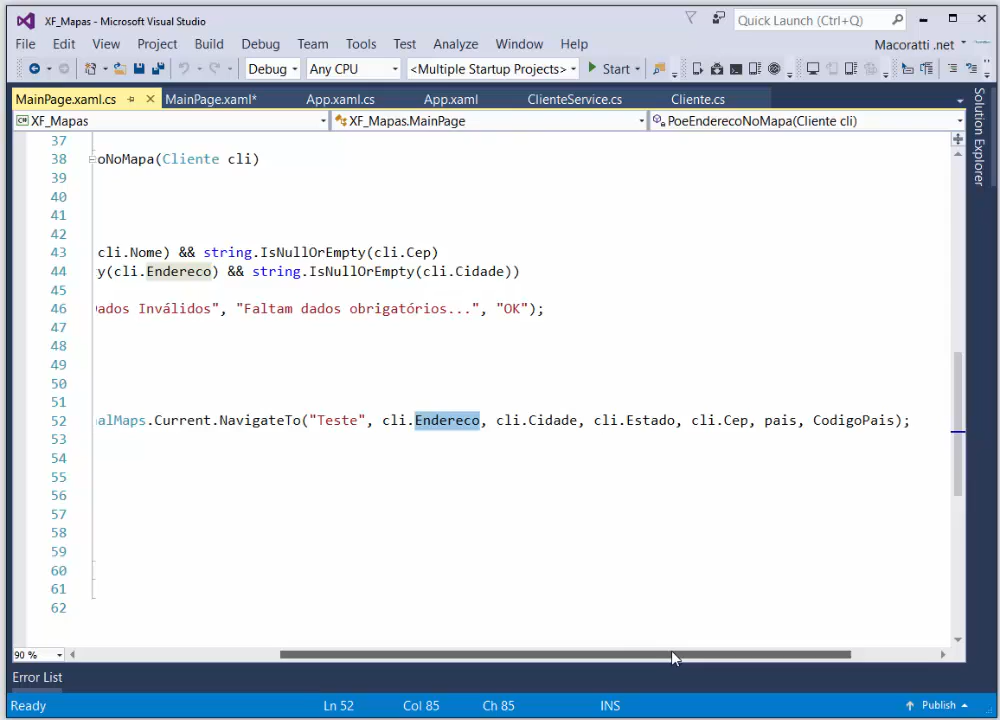 XF_Mapas - Microsoft Visual Studio
Quick Launch (Ctrl+Q)
File Edit View Project Build Debug Team Tools Test Analyze Window Help
Macoratti .net
Debug Any CPU <Multiple Startup Projects> Start
MainPage.xaml.cs MainPage.xaml* App.xaml.cs App.xaml ClienteService.cs Cliente.cs
XF_Mapas XF_Mapas.MainPage PoeEnderecoNoMapa(Cliente cli)
Solution Explorer
37
38 oNoMapa(Cliente cli)
39
40
41
42
43 cli.Nome) && string.IsNullOrEmpty(cli.Cep)
44 y(cli.Endereco) && string.IsNullOrEmpty(cli.Cidade))
45
46 ados Inválidos", "Faltam dados obrigatórios...", "OK");
47
48
49
50
51
52 alMaps.Current.NavigateTo("Teste", cli.Endereco, cli.Cidade, cli.Estado, cli.Cep, pais, CodigoPais);
53
54
55
56
57
58
59
60
61
62
90 %
Error List
Ready Ln 52 Col 85 Ch 85 INS Publish